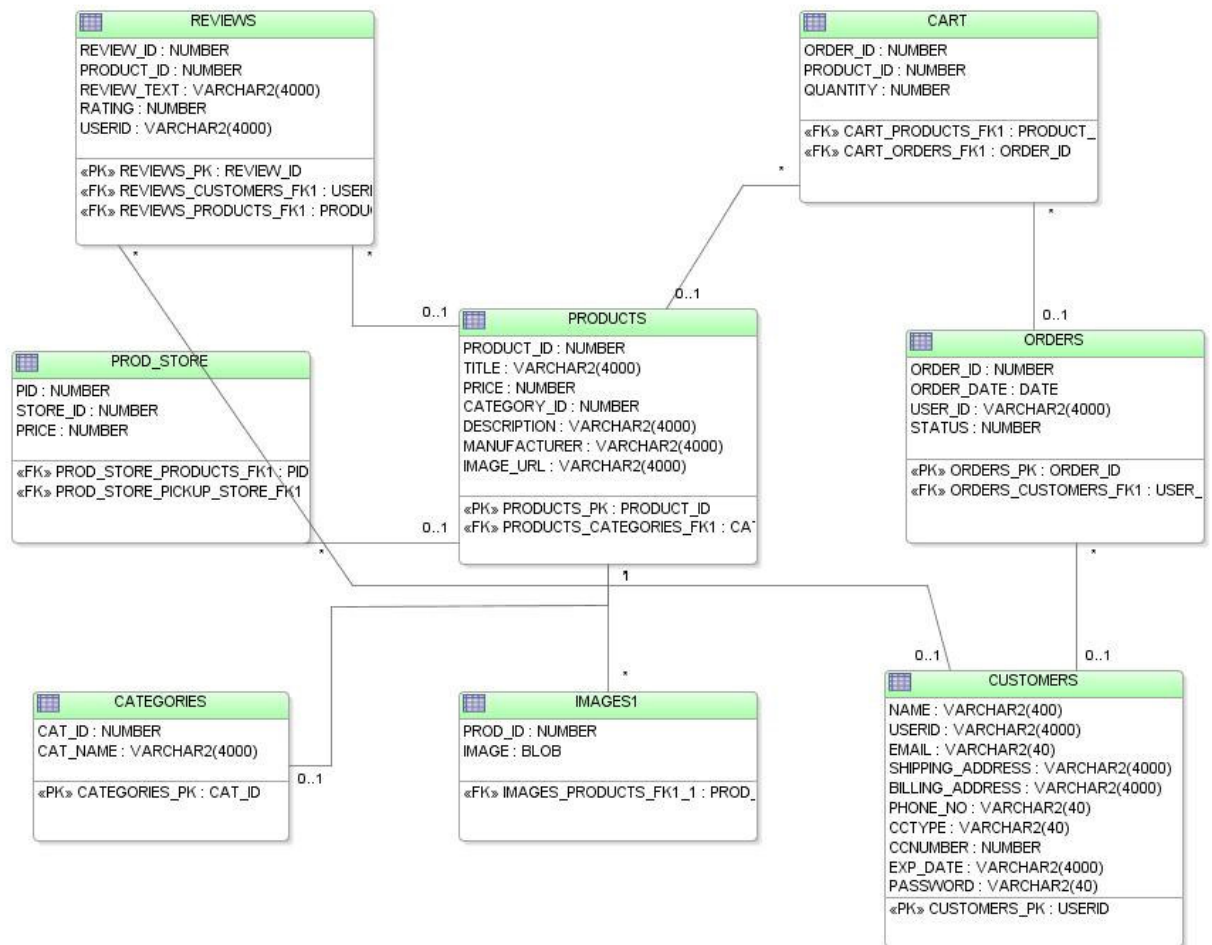 REVIEWS
REVIEW_ID : NUMBER
PRODUCT_ID : NUMBER
REVIEW_TEXT : VARCHAR2(4000)
RATING : NUMBER
USERID : VARCHAR2(4000)
«PK» REVIEWS_PK : REVIEW_ID
«FK» REVIEWS_CUSTOMERS_FK1 : USERI
«FK» REVIEWS_PRODUCTS_FK1 : PRODU
*
*
CART
ORDER_ID : NUMBER
PRODUCT_ID : NUMBER
QUANTITY : NUMBER
«FK» CART_PRODUCTS_FK1 : PRODUCT_
«FK» CART_ORDERS_FK1 : ORDER_ID
*
*
0..1
0..1
0..1
PRODUCTS
PRODUCT_ID : NUMBER
TITLE : VARCHAR2(4000)
PRICE : NUMBER
CATEGORY_ID : NUMBER
DESCRIPTION : VARCHAR2(4000)
MANUFACTURER : VARCHAR2(4000)
IMAGE_URL : VARCHAR2(4000)
«PK» PRODUCTS_PK : PRODUCT_ID
«FK» PRODUCTS_CATEGORIES_FK1 : CAT
ORDERS
ORDER_ID : NUMBER
ORDER_DATE : DATE
USER_ID : VARCHAR2(4000)
STATUS : NUMBER
«PK» ORDERS_PK : ORDER_ID
«FK» ORDERS_CUSTOMERS_FK1 : USER_
PROD_STORE
PID : NUMBER
STORE_ID : NUMBER
PRICE : NUMBER
«FK» PROD_STORE_PRODUCTS_FK1 : PID
«FK» PROD_STORE_PICKUP_STORE_FK1
0..1
*
*
1
0..1
0..1
*
CATEGORIES
CAT_ID : NUMBER
CAT_NAME : VARCHAR2(4000)
«PK» CATEGORIES_PK : CAT_ID
0..1
IMAGES1
PROD_ID : NUMBER
IMAGE : BLOB
«FK» IMAGES_PRODUCTS_FK1_1 : PROD_
CUSTOMERS
NAME : VARCHAR2(400)
USERID : VARCHAR2(4000)
EMAIL : VARCHAR2(40)
SHIPPING_ADDRESS : VARCHAR2(4000)
BILLING_ADDRESS : VARCHAR2(4000)
PHONE_NO : VARCHAR2(40)
CCTYPE : VARCHAR2(40)
CCNUMBER : NUMBER
EXP_DATE : VARCHAR2(4000)
PASSWORD : VARCHAR2(40)
«PK» CUSTOMERS_PK : USERID